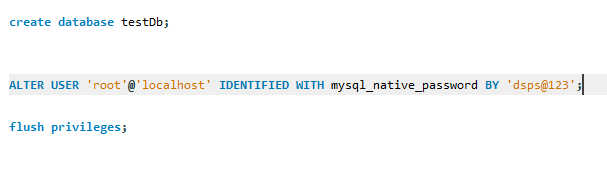 create database testDb;
ALTER USER 'root'@'localhost' IDENTIFIED WITH mysql_native_password BY 'dsps@123';
flush privileges;